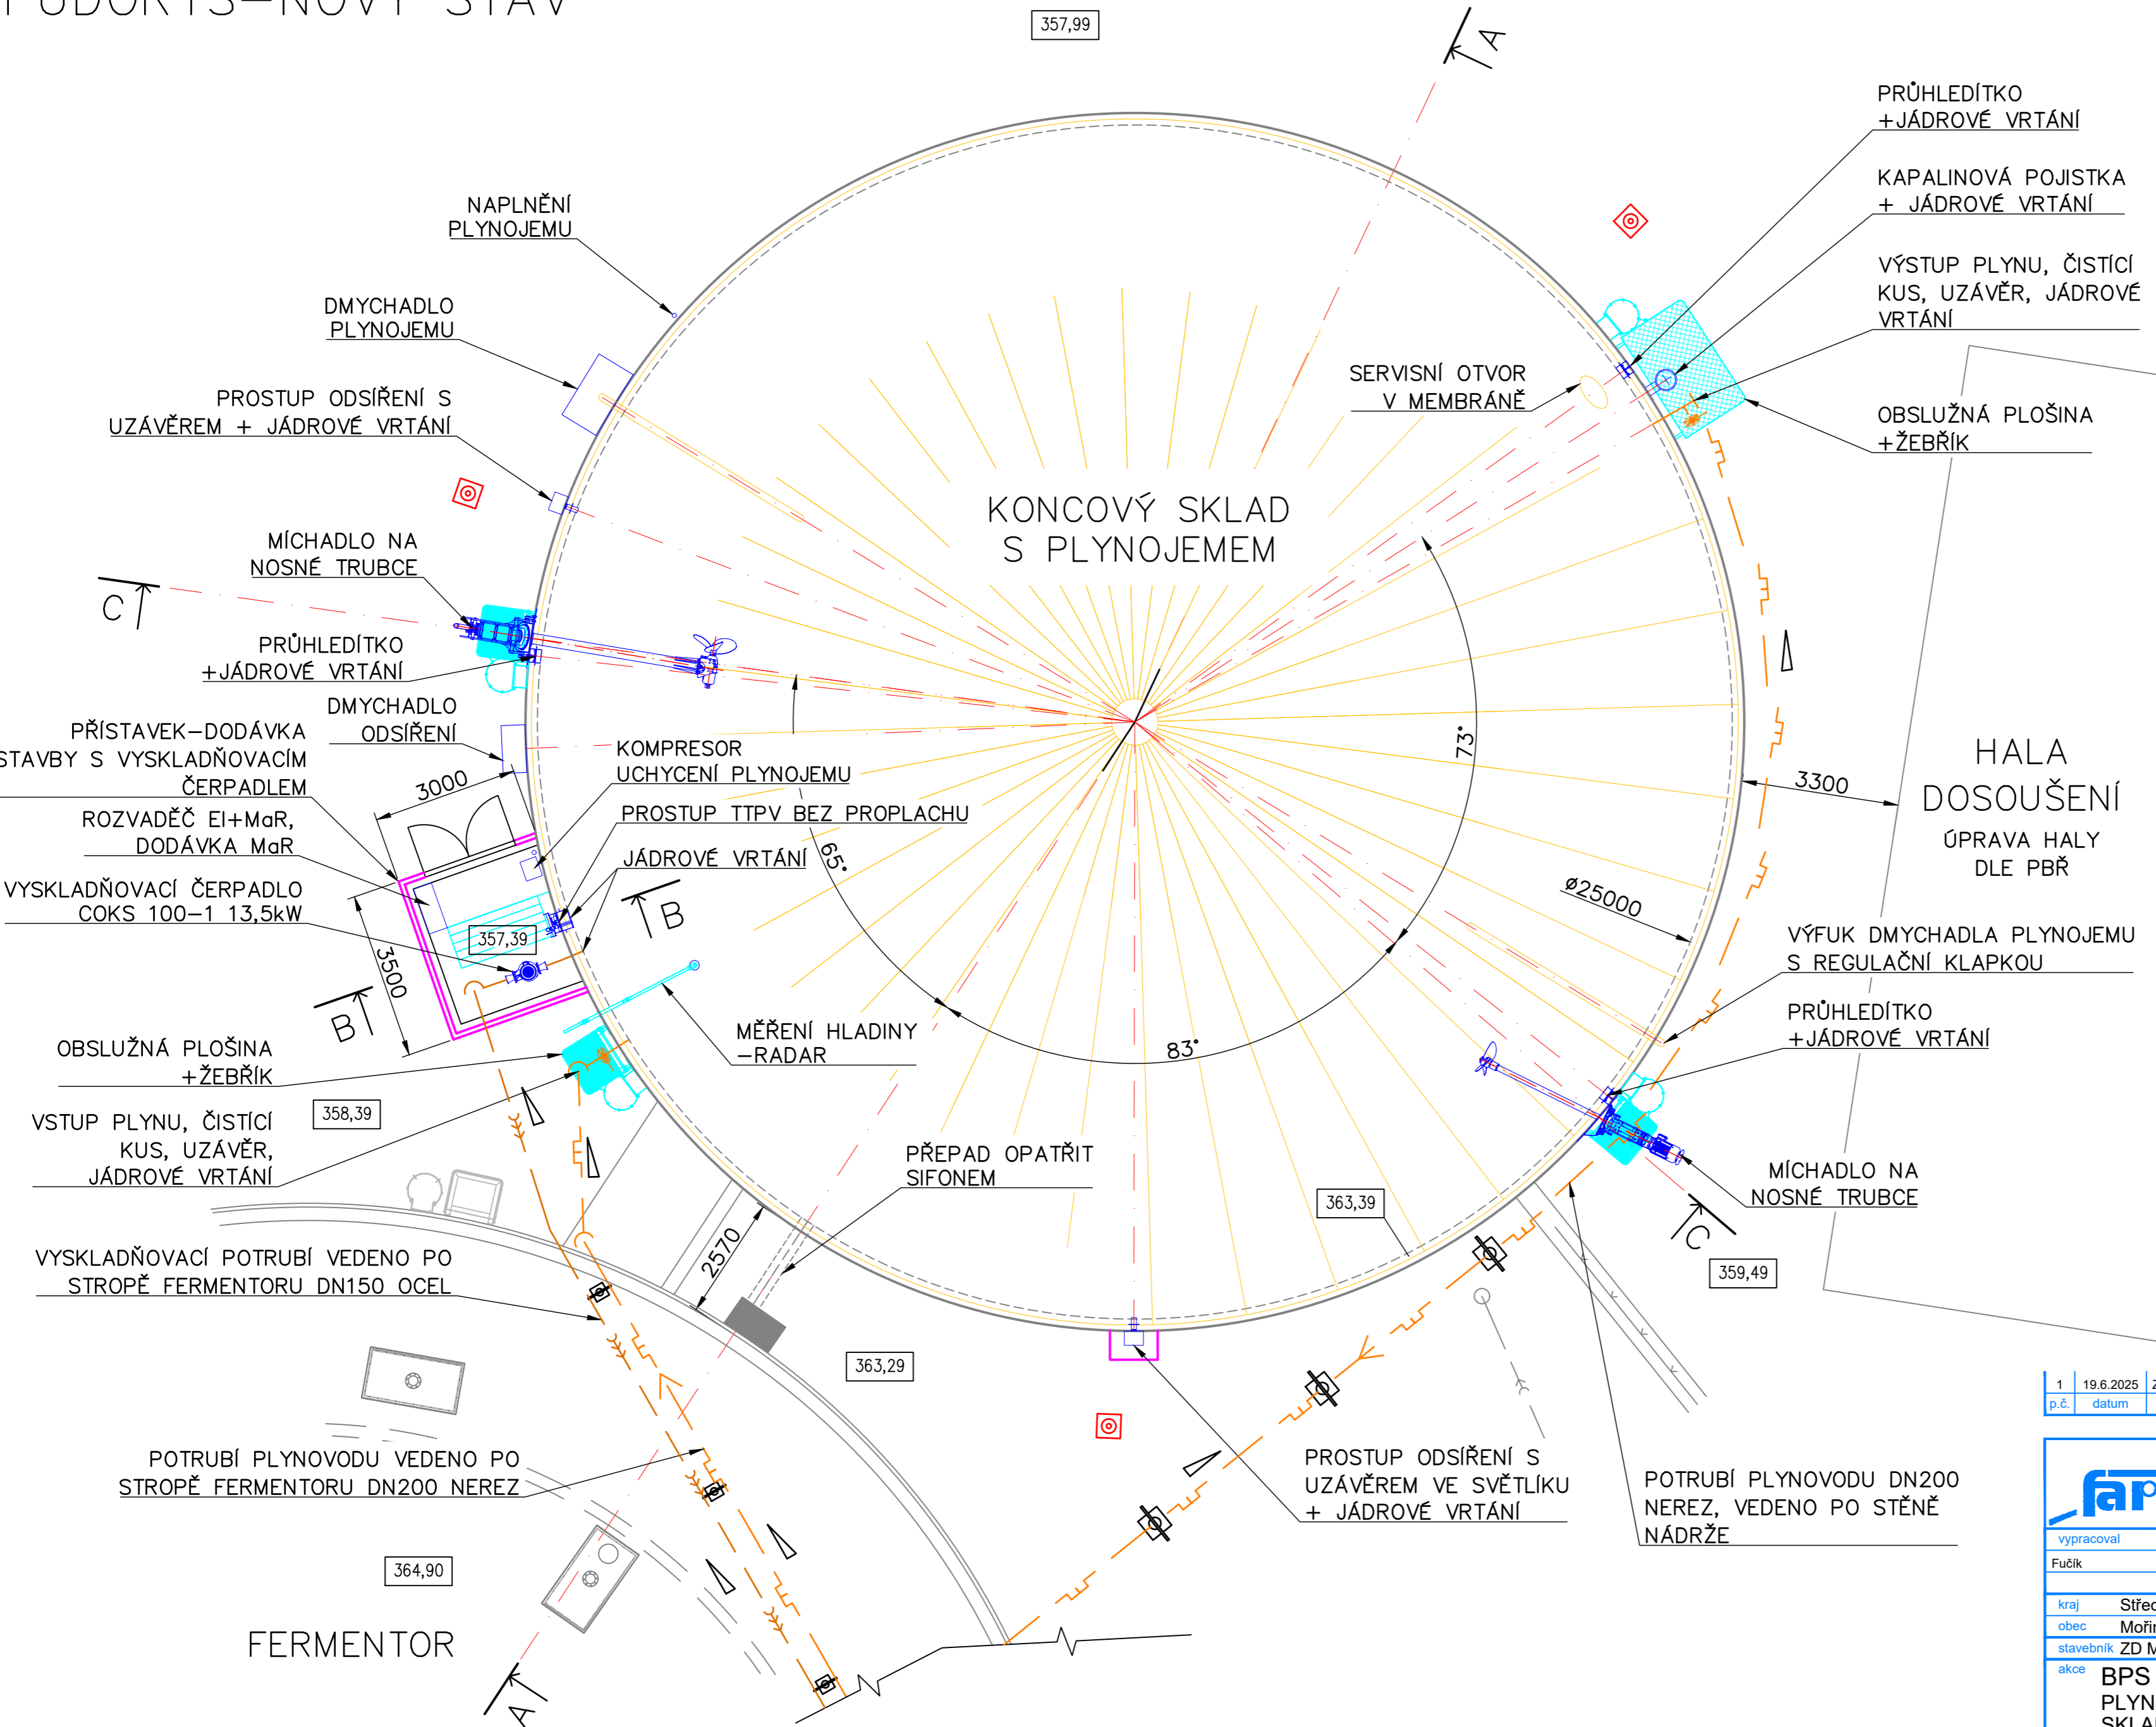 PŮDORYS–NOVÝ STAV
357,99
A
PRŮHLEDÍTKO
+JÁDROVÉ VRTÁNÍ
KAPALINOVÁ POJISTKA
+ JÁDROVÉ VRTÁNÍ
VÝSTUP PLYNU, ČISTÍCÍ
KUS, UZÁVĚR, JÁDROVÉ
VRTÁNÍ
OBSLUŽNÁ PLOŠINA
+ŽEBŘÍK
NAPLNĚNÍ
PLYNOJEMU
DMYCHADLO
PLYNOJEMU
PROSTUP ODSÍŘENÍ S
UZÁVĚREM + JÁDROVÉ VRTÁNÍ
MÍCHADLO NA
NOSNÉ TRUBCE
C
PRŮHLEDÍTKO
+JÁDROVÉ VRTÁNÍ
DMYCHADLO
ODSÍŘENÍ
SERVISNÍ OTVOR
V MEMBRÁNĚ
KONCOVÝ SKLAD
S PLYNOJEMEM
PŘÍSTAVEK–DODÁVKA
STAVBY S VYSKLADŇOVACÍM
ČERPADLEM
3000
KOMPRESOR
UCHYCENÍ PLYNOJEMU
PROSTUP TTPV BEZ PROPLACHU
JÁDROVÉ VRTÁNÍ
ROZVADĚČ El+MaR,
DODÁVKA MaR
VYSKLADŇOVACÍ ČERPADLO
COKS 100–1 13,5kW
357,39
3500
B
B
65°
73°
83°
3300
HALA
DOSOUŠENÍ
ÚPRAVA HALY
DLE PBŘ
ø25000
VÝFUK DMYCHADLA PLYNOJEMU
S REGULAČNÍ KLAPKOU
PRŮHLEDÍTKO
+JÁDROVÉ VRTÁNÍ
MĚŘENÍ HLADINY
–RADAR
OBSLUŽNÁ PLOŠINA
+ŽEBŘÍK
358,39
VSTUP PLYNU, ČISTÍCÍ
KUS, UZÁVĚR,
JÁDROVÉ VRTÁNÍ
PŘEPAD OPATŘIT
SIFONEM
363,39
MÍCHADLO NA
NOSNÉ TRUBCE
C
359,49
2570
VYSKLADŇOVACÍ POTRUBÍ VEDENO PO
STROPĚ FERMENTORU DN150 OCEL
363,29
POTRUBÍ PLYNOVODU VEDENO PO
STROPĚ FERMENTORU DN200 NEREZ
PROSTUP ODSÍŘENÍ S
UZÁVĚREM VE SVĚTLÍKU
+ JÁDROVÉ VRTÁNÍ
POTRUBÍ PLYNOVODU DN200
NEREZ, VEDENO PO STĚNĚ
NÁDRŽE
364,90
FERMENTOR
A
1 19.6.2025
p.č. datum
vypracoval
Fučík
kraj
obec
stavebník ZD
akce BPS